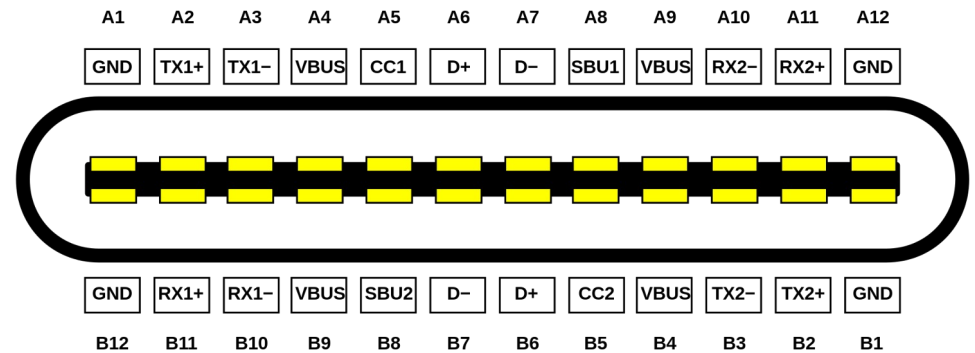 A1 A2 A3 A4 A5 A6 A7 A8 A9 A10 A11 A12
GND TX1+ TX1− VBUS CC1 D+ D− SBU1 VBUS RX2− RX2+ GND
GND RX1+ RX1− VBUS SBU2 D− D+ CC2 VBUS TX2− TX2+ GND
B12 B11 B10 B9 B8 B7 B6 B5 B4 B3 B2 B1